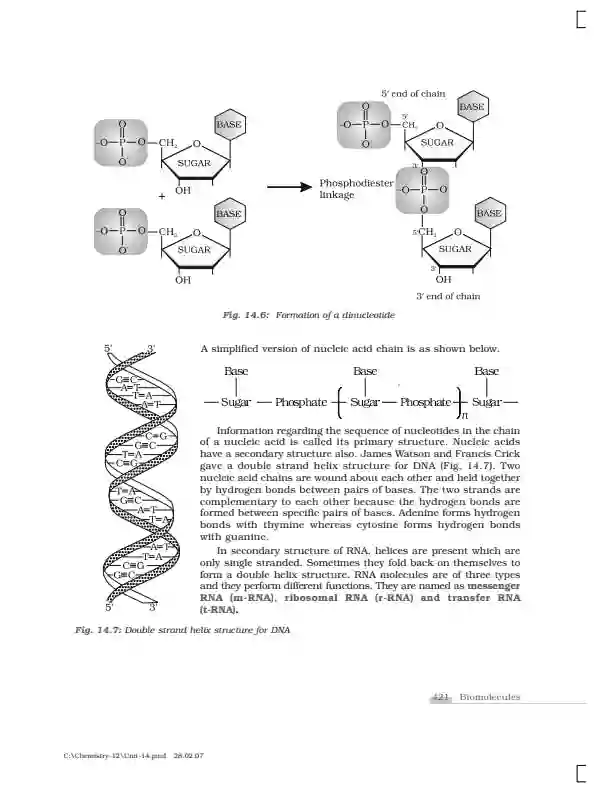 5' end of chain
O
-O—P—O—CH2
O-
BASE
O
SUGAR
OH
+
O
-O—P—O—CH2
O-
BASE
O
SUGAR
OH
Phosphodiester
linkage
O
-O—P—O—CH2
5'
O-
BASE
O
SUGAR
3'
O
-O—P—O
O
5'CH2
O
BASE
SUGAR
3'
OH
3' end of chain
Fig. 14.6: Formation of a dinucleotide
5' 3'
G≡C
A=T
T=A
A=T
C≡G
G≡C
T=A
C≡G
T=A
G≡C
A=T
T=A
A=T
T=A
C≡G
G≡C
5' 3'
Fig. 14.7: Double strand helix structure for DNA
A simplified version of nucleic acid chain is as shown below.
Base Base Base
— Sugar — Phosphate — ( Sugar — Phosphate — )n Sugar —
Information regarding the sequence of nucleotides in the chain
of a nucleic acid is called its primary structure. Nucleic acids
have a secondary structure also. James Watson and Francis Crick
gave a double strand helix structure for DNA (Fig. 14.7). Two
nucleic acid chains are wound about each other and held together
by hydrogen bonds between pairs of bases. The two strands are
complementary to each other because the hydrogen bonds are
formed between specific pairs of bases. Adenine forms hydrogen
bonds with thymine whereas cytosine forms hydrogen bonds
with guanine.
In secondary structure of RNA, helices are present which are
only single stranded. Sometimes they fold back on themselves to
form a double helix structure. RNA molecules are of three types
and they perform different functions. They are named as messenger
RNA (m-RNA), ribosomal RNA (r-RNA) and transfer RNA
(t-RNA).
421 Biomolecules
C:\Chemistry-12\Unit-14.pmd 28.02.07